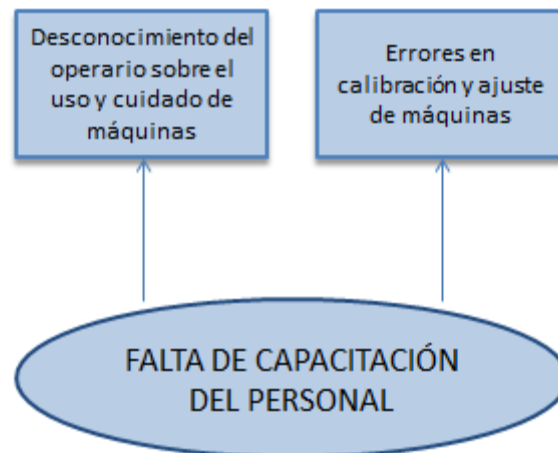 Desconocimiento del
operario sobre el
uso y cuidado de
máquinas
Errores en
calibración y ajuste
de máquinas
FALTA DE CAPACITACIÓN
DEL PERSONAL